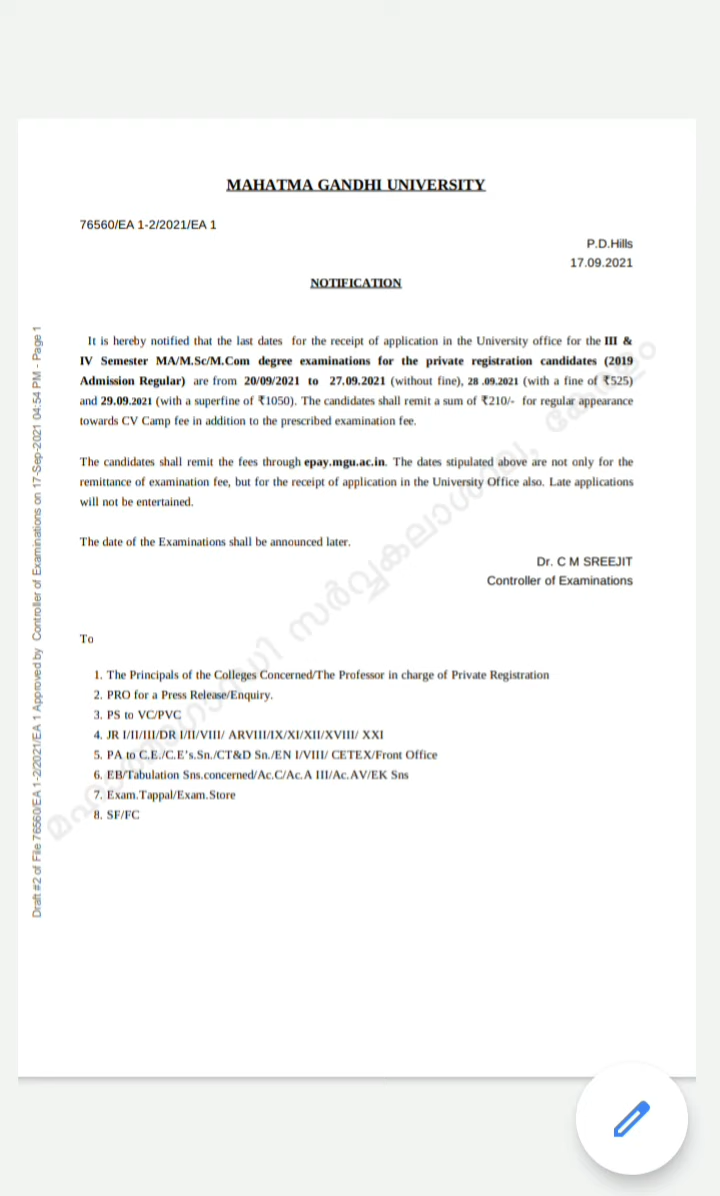 MAHATMA GANDHI UNIVERSITY
76560/EA 1-2/2021/EA 1
P.D.Hills
17.09.2021
NOTIFICATION
It is hereby notified that the last dates for the receipt of application in the University office for the III &
IV Semester MA/M.Sc/M.Com degree examinations for the private registration candidates (2019
Admission Regular) are from 20/09/2021 to 27.09.2021 (without fine), 28 .09.2021 (with a fine of ₹525)
and 29.09.2021 (with a superfine of ₹1050). The candidates shall remit a sum of ₹210/- for regular appearance
towards CV Camp fee in addition to the prescribed examination fee.
The candidates shall remit the fees through epay.mgu.ac.in. The dates stipulated above are not only for the
remittance of examination fee, but for the receipt of application in the University Office also. Late applications
will not be entertained.
The date of the Examinations shall be announced later.
Dr. C M SREEJIT
Controller of Examinations
To
1. The Principals of the Colleges Concerned/The Professor in charge of Private Registration
2. PRO for a Press Release/Enquiry.
3. PS to VC/PVC
4. JR I/II/III/DR I/II/VIII/ ARVIII/IX/XI/XII/XVIII/ XXI
5. PA to C.E./C.E's.Sn./CT&D Sn./EN I/VIII/ CETEX/Front Office
6. EB/Tabulation Sns.concerned/Ac.C/Ac.A III/Ac.AV/EK Sns
7. Exam.Tappal/Exam.Store
8. SF/FC
Draft #2 of File 76560/EA 1-2/2021/EA 1 Approved by Controller of Examinations on 17-Sep-2021 04:54 PM - Page 1
മഹാത്മാഗാന്ധി സർവ്വകലാശാല, കേരളം